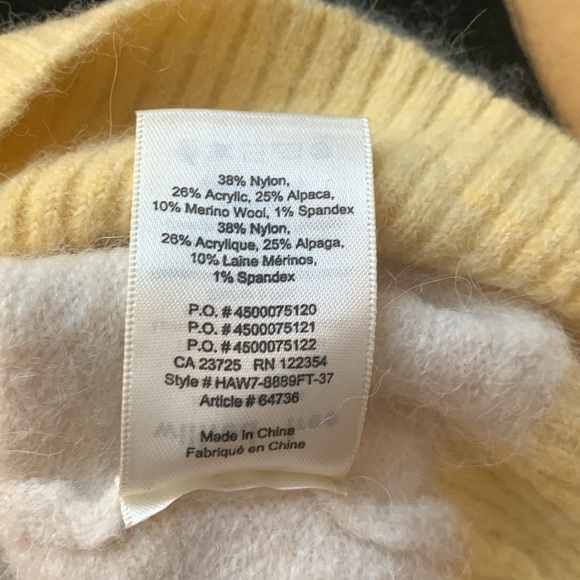 38% Nylon,
26% Acrylic, 25% Alpaca,
10% Merino Wool, 1% Spandex
38% Nylon,
26% Acrylique, 25% Alpaga,
10% Laine Mérinos,
1% Spandex
P.O. # 4500075120
P.O. # 4500075121
P.O. # 4500075122
CA 23725 RN 122354
Style # HAW7-8889FT-37
Article # 64736
Made in China
Fabriqué en Chine